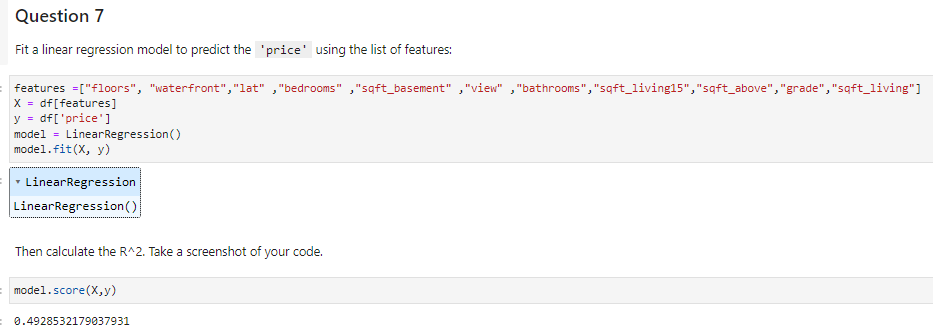 Question 7
Fit a linear regression model to predict the 'price' using the list of features:
features =["floors", "waterfront","lat" ,"bedrooms" ,"sqft_basement" ,"view" ,"bathrooms","sqft_living15","sqft_above","grade","sqft_living"]
X = df[features]
y = df['price']
model = LinearRegression()
model.fit(X, y)
▾ LinearRegression
LinearRegression()
Then calculate the R^2. Take a screenshot of your code.
model.score(X,y)
0.4928532179037931